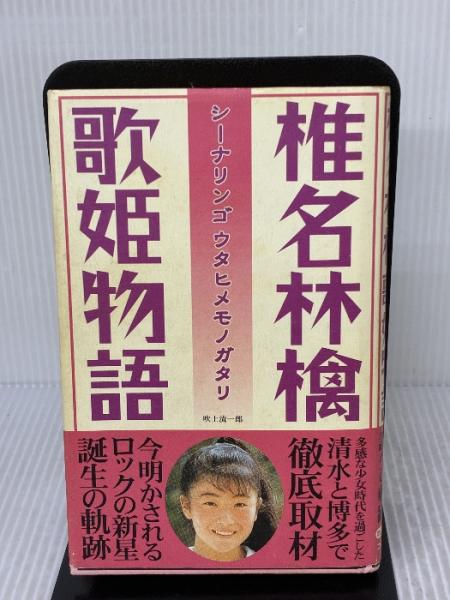 椎名林檎
シーナリンゴ ウタヒメモノガタリ
歌姫物語
吹上流一郎
多感な少女時代を過ごした
清水と博多で
徹底取材
今明かされる
ロックの新星
誕生の軌跡